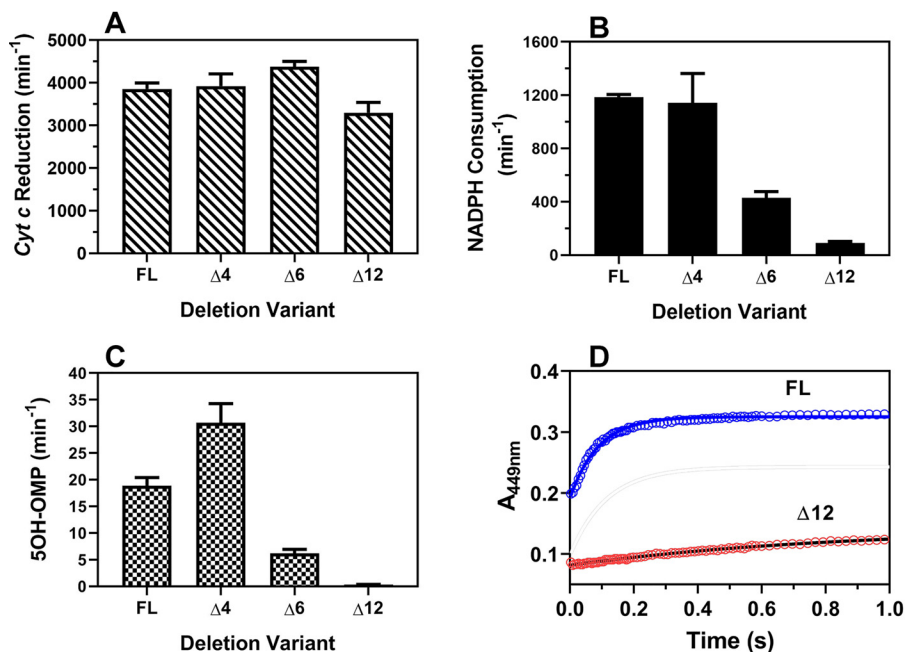 A
Cyt c Reduction (min⁻¹)
5000
4000
3000
2000
1000
0
FL Δ4 Δ6 Δ12
Deletion Variant
B
NADPH Consumption
(min⁻¹)
1600
1200
800
400
0
FL Δ4 Δ6 Δ12
Deletion Variant
C
5OH-OMP (min⁻¹)
40
35
30
25
20
15
10
5
0
FL Δ4 Δ6 Δ12
Deletion Variant
D
A449nm
0.4
0.3
0.2
0.1
FL
Δ12
0.0 0.2 0.4 0.6 0.8 1.0
Time (s)